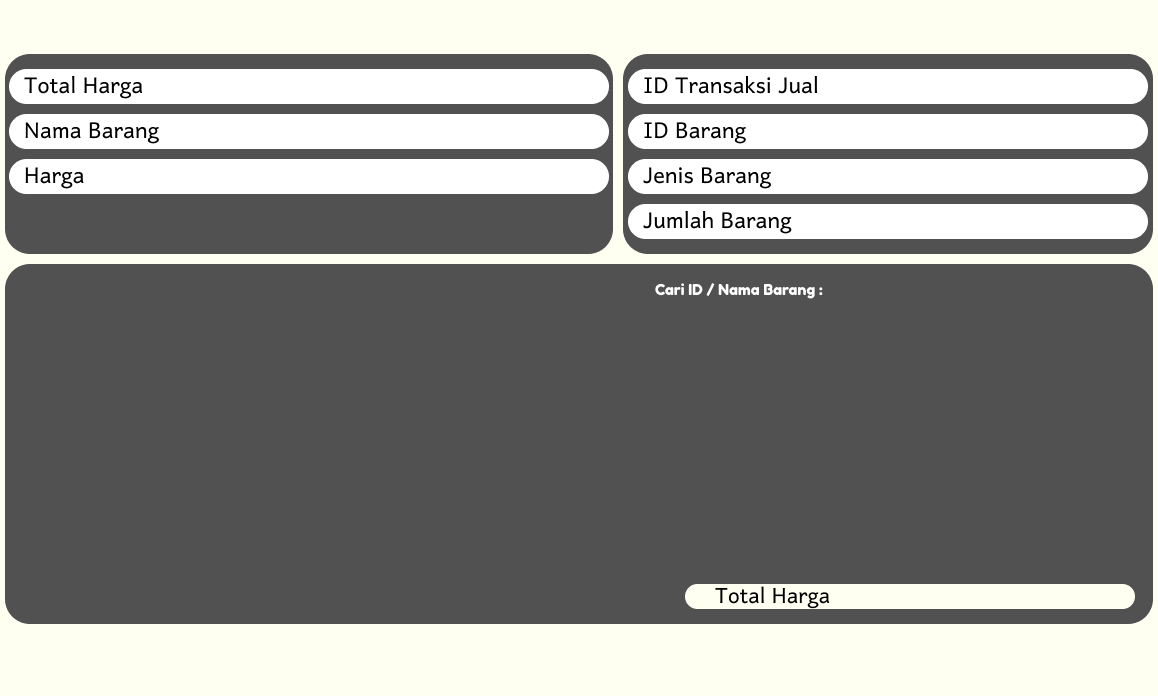 Total Harga
Nama Barang
Harga
ID Transaksi Jual
ID Barang
Jenis Barang
Jumlah Barang
Cari ID / Nama Barang :
Total Harga